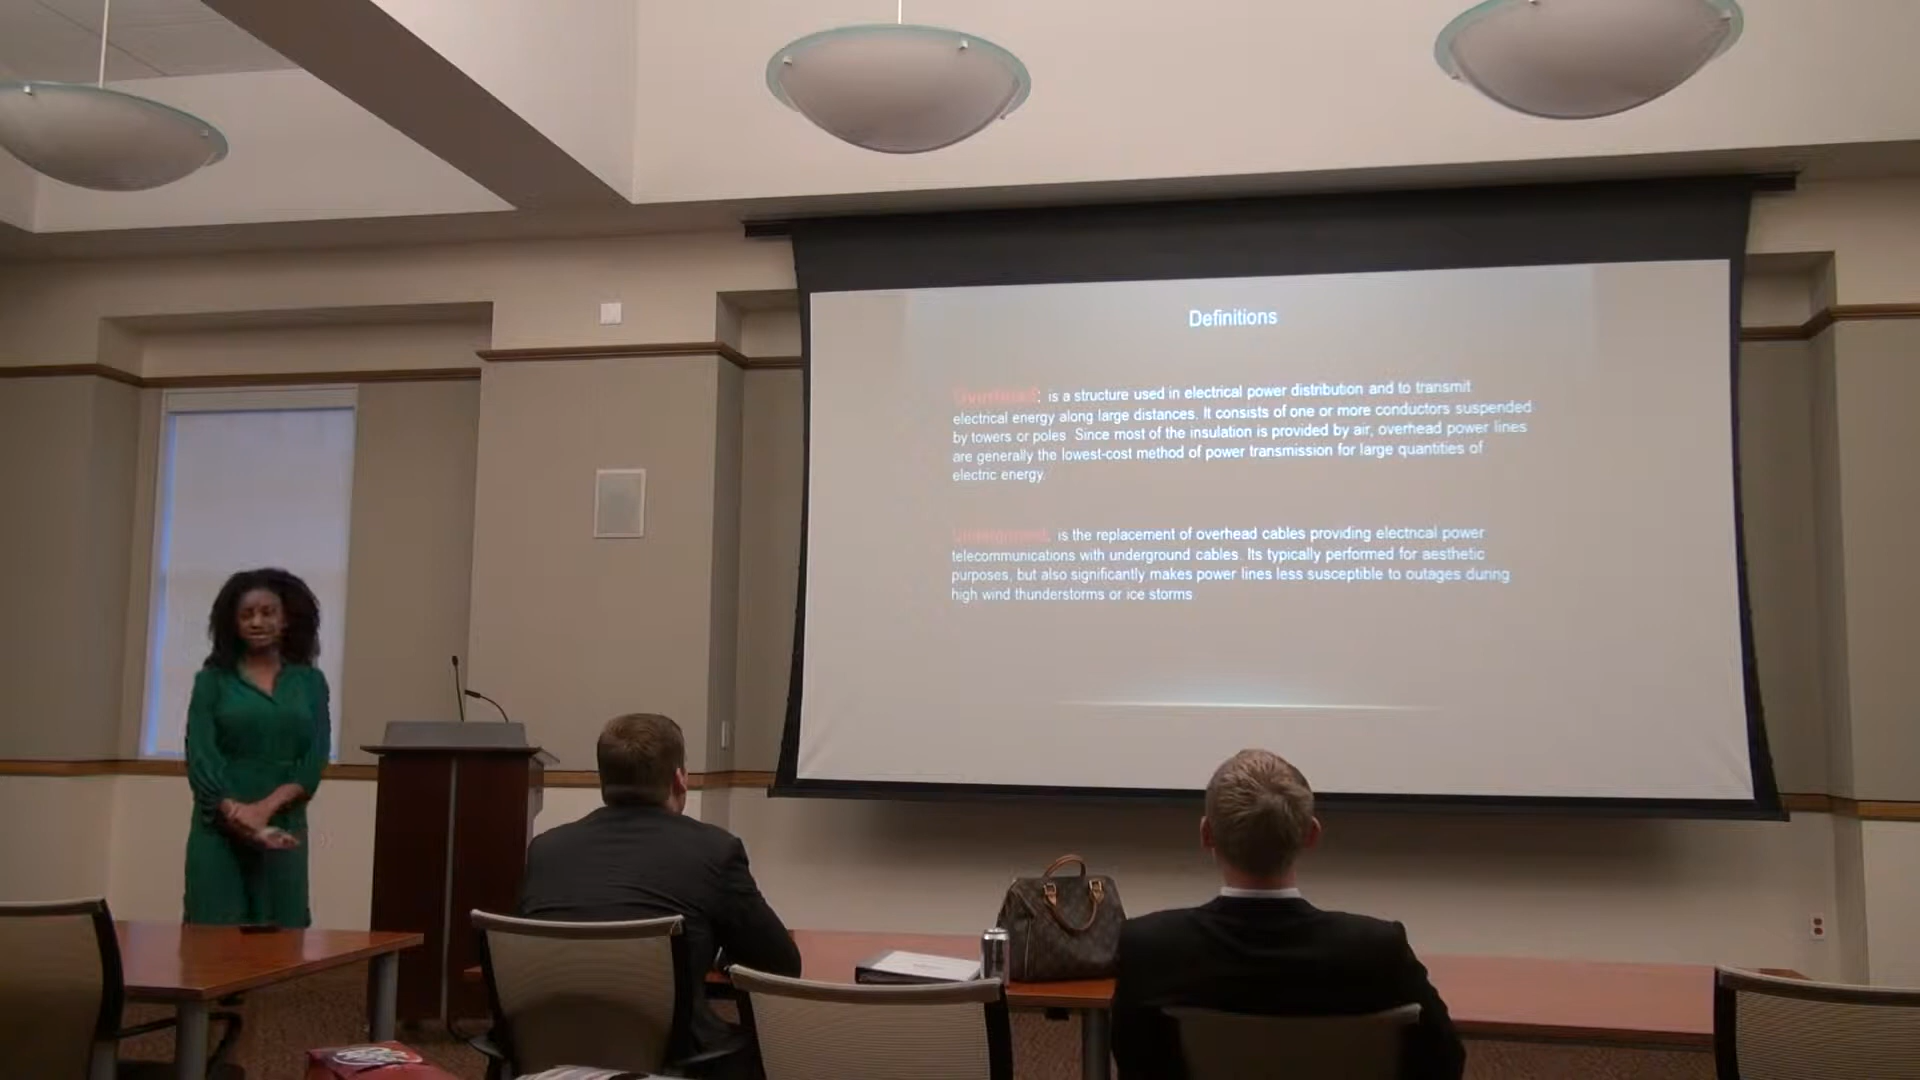 Definitions
Overhead: is a structure used in electrical power distribution and to transmit
electrical energy along large distances. It consists of one or more conductors suspended
by towers or poles. Since most of the insulation is provided by air, overhead power lines
are generally the lowest-cost method of power transmission for large quantities of
electric energy.
Underground: is the replacement of overhead cables providing electrical power
telecommunications with underground cables. Its typically performed for aesthetic
purposes, but also significantly makes power lines less susceptible to outages during
high wind thunderstorms or ice storms.